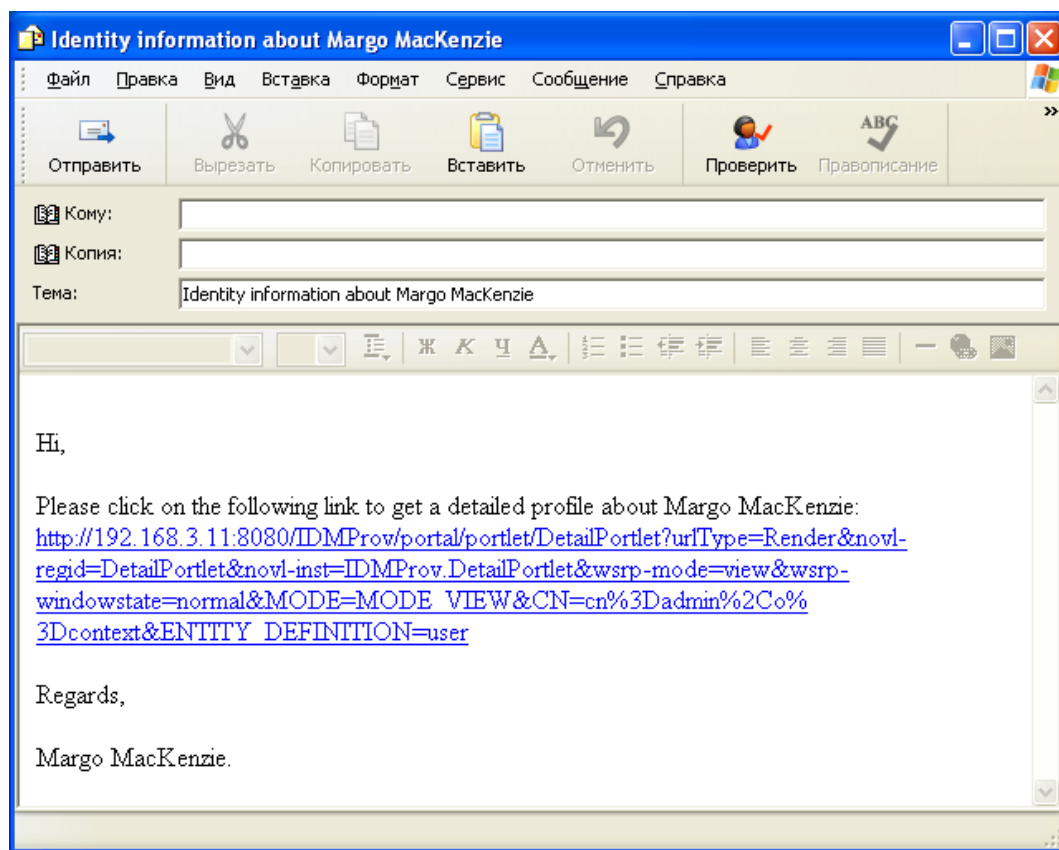 Identity information about Margo MacKenzie
Файл Правка Вид Вставка Формат Сервис Сообщение Справка
Отправить Вырезать Копировать Вставить Отменить Проверить ABC Правописание »
Кому:
Копия:
Тема: Identity information about Margo MacKenzie
Ж К Ч А
Hi,
Please click on the following link to get a detailed profile about Margo MacKenzie:
http://192.168.3.11:8080/IDMProv/portal/portlet/DetailPortlet?urlType=Render&novl-
regid=DetailPortlet&novl-inst=IDMProv.DetailPortlet&wsrp-mode=view&wsrp-
windowstate=normal&MODE=MODE_VIEW&CN=cn%3Dadmin%2Co%
3Dcontext&ENTITY_DEFINITION=user
Regards,
Margo MacKenzie.